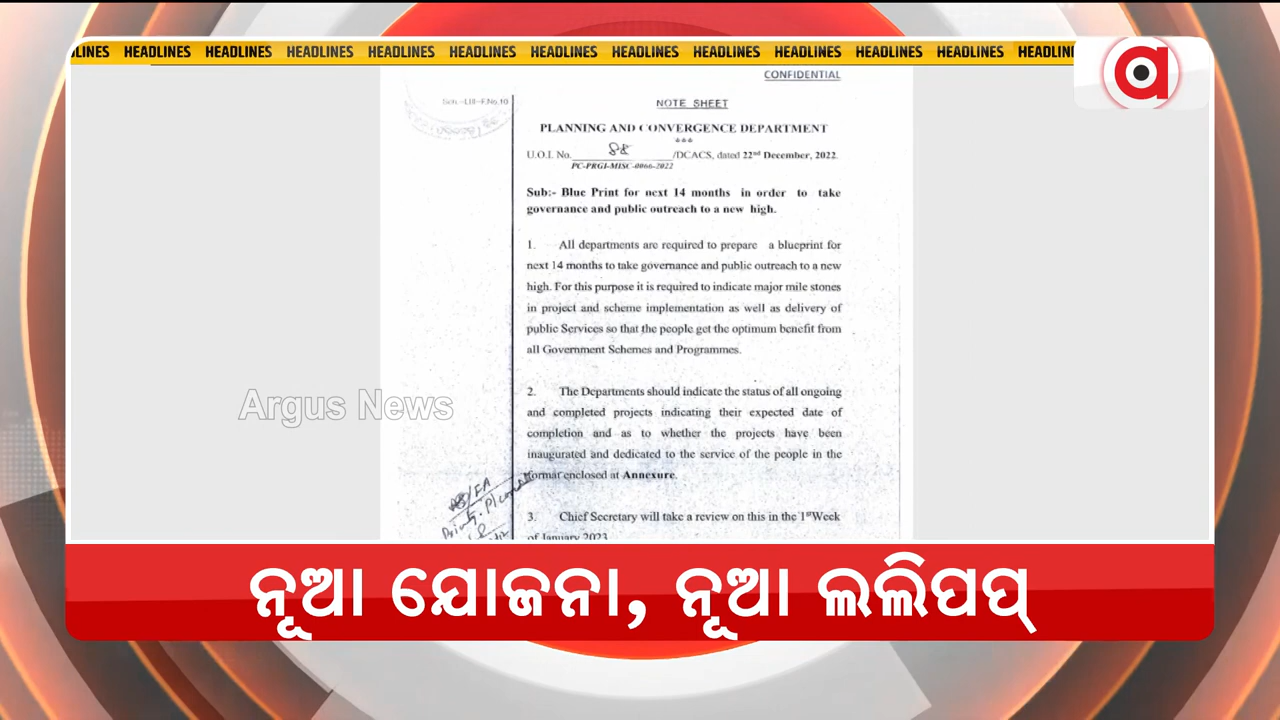 HEADLINES HEADLINES HEADLINES HEADLINES HEADLINES HEADLINES HEADLINES HEADLINES HEADLINES HEADLINES HEADLINES
CONFIDENTIAL
NOTE SHEET
PLANNING AND CONVERGENCE DEPARTMENT
***
U.O.I. No. 88 /DCACS, dated 22nd December, 2022.
PC-PRGI-MISC-0066-2022
Sub:- Blue Print for next 14 months in order to take
governance and public outreach to a new high.
1. All departments are required to prepare a blueprint for
next 14 months to take governance and public outreach to a new
high. For this purpose it is required to indicate major mile stones
in project and scheme implementation as well as delivery of
public Services so that the people get the optimum benefit from
all Government Schemes and Programmes.
Argus News
2. The Departments should indicate the status of all ongoing
and completed projects indicating their expected date of
completion and as to whether the projects have been
inaugurated and dedicated to the service of the people in the
format enclosed at Annexure.
3. Chief Secretary will take a review on this in the 1st Week
of January 2023
ନୂଆ ଯୋଜନା, ନୂଆ ଲଲିପପ୍